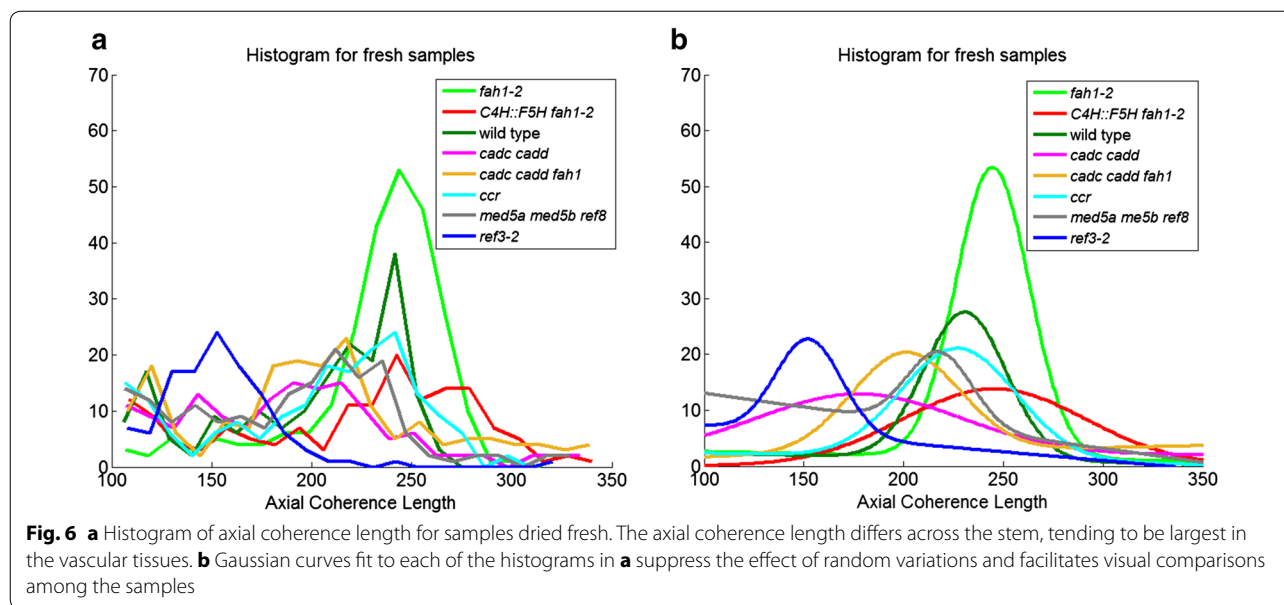 a
Histogram for fresh samples
70
60
50
40
30
20
10
0
100
150
200
250
300
350
Axial Coherence Length
fah1-2
C4H::F5H fah1-2
wild type
cadc cadd
cadc cadd fah1
ccr
med5a med5b ref8
ref3-2
b
Histogram for fresh samples
70
60
50
40
30
20
10
0
100
150
200
250
300
350
Axial Coherence Length
fah1-2
C4H::F5H fah1-2
wild type
cadc cadd
cadc cadd fah1
ccr
med5a me5b ref8
ref3-2
Fig. 6 a Histogram of axial coherence length for samples dried fresh. The axial coherence length differs across the stem, tending to be largest in
the vascular tissues. b Gaussian curves fit to each of the histograms in a suppress the effect of random variations and facilitates visual comparisons
among the samples